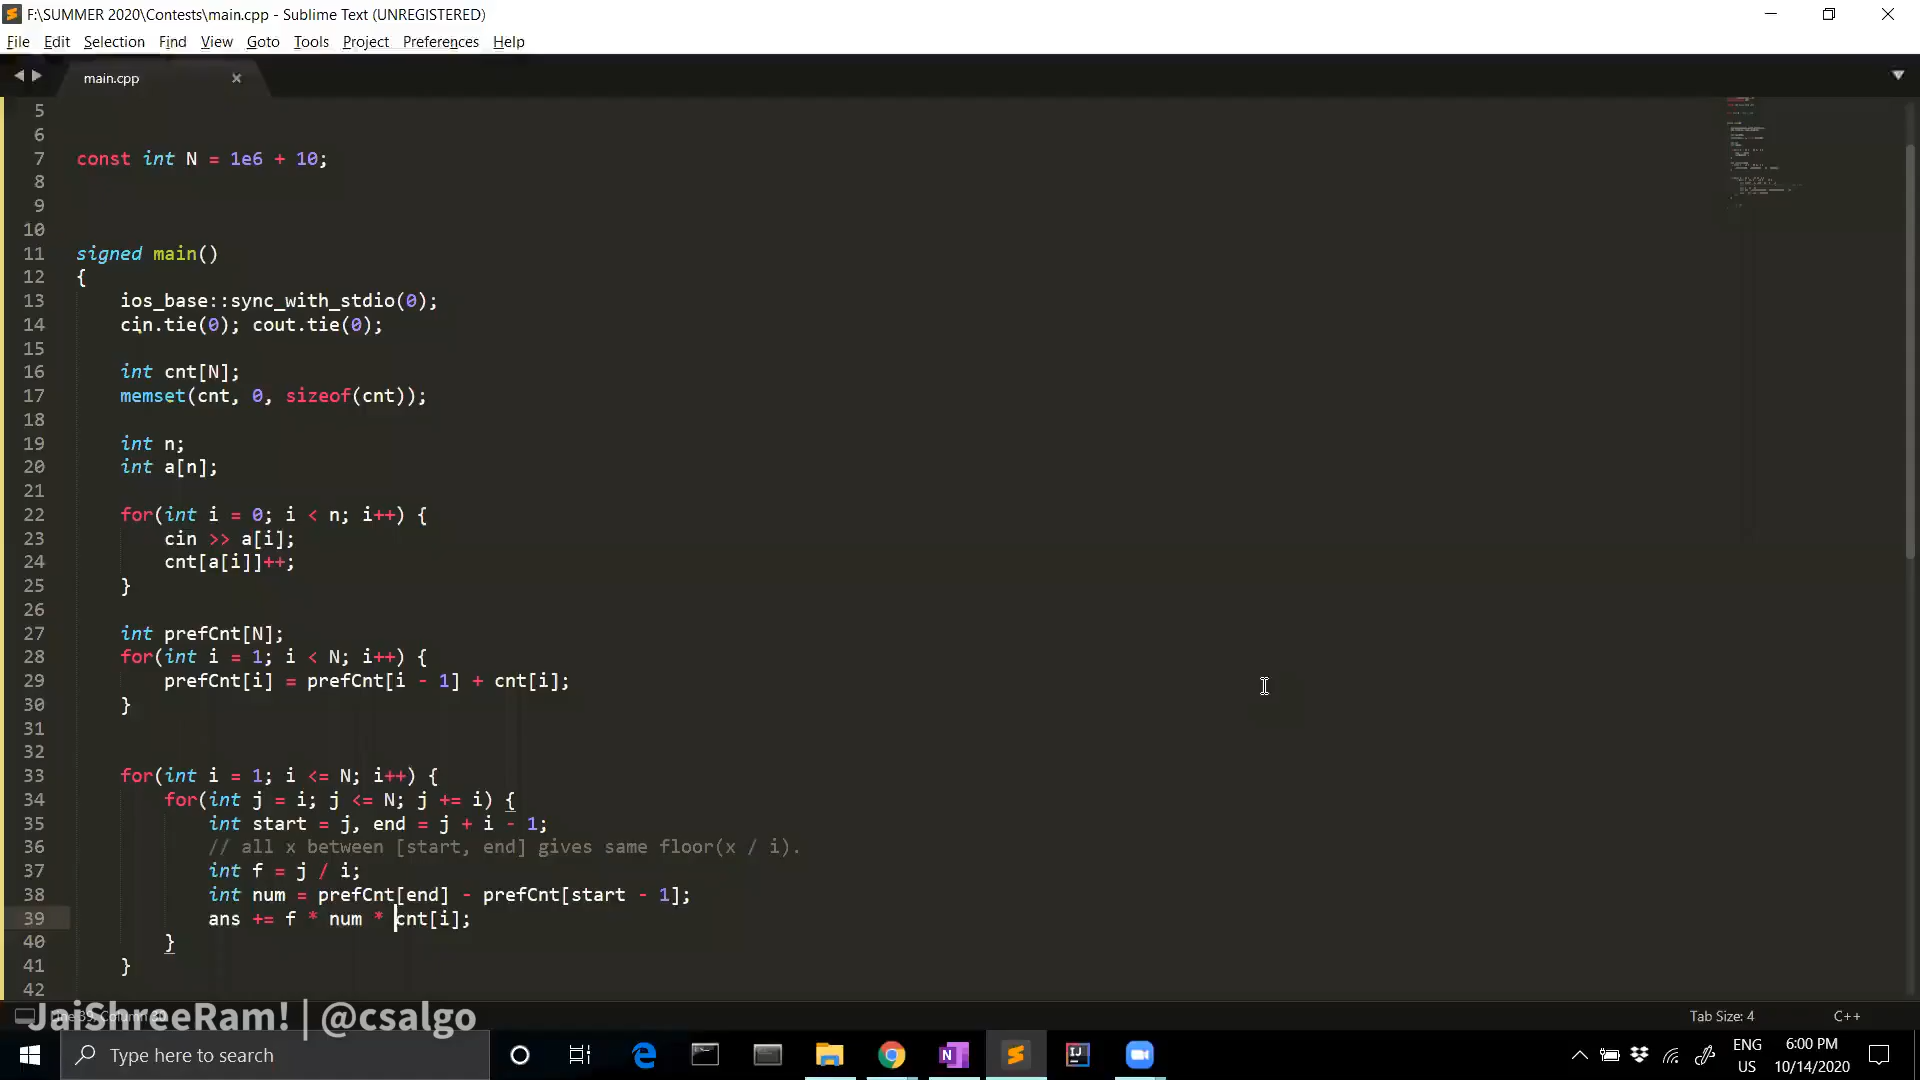 F:\SUMMER 2020\Contests\main.cpp - Sublime Text (UNREGISTERED)
File Edit Selection Find View Goto Tools Project Preferences Help
main.cpp
5
6
7 const int N = 1e6 + 10;
8
9
10
11 signed main()
12 {
13 ios_base::sync_with_stdio(0);
14 cin.tie(0); cout.tie(0);
15
16 int cnt[N];
17 memset(cnt, 0, sizeof(cnt));
18
19 int n;
20 int a[n];
21
22 for(int i = 0; i < n; i++) {
23 cin >> a[i];
24 cnt[a[i]]++;
25 }
26
27 int prefCnt[N];
28 for(int i = 1; i < N; i++) {
29 prefCnt[i] = prefCnt[i - 1] + cnt[i];
30 }
31
32
33 for(int i = 1; i <= N; i++) {
34 for(int j = i; j <= N; j += i) {
35 int start = j, end = j + i - 1;
36 // all x between [start, end] gives same floor(x / i).
37 int f = j / i;
38 int num = prefCnt[end] - prefCnt[start - 1];
39 ans += f * num * cnt[i];
40 }
41 }
42
JaiShreeRam! | @csalgo
Tab Size: 4 C++
Type here to search
ENG 6:00 PM
US 10/14/2020